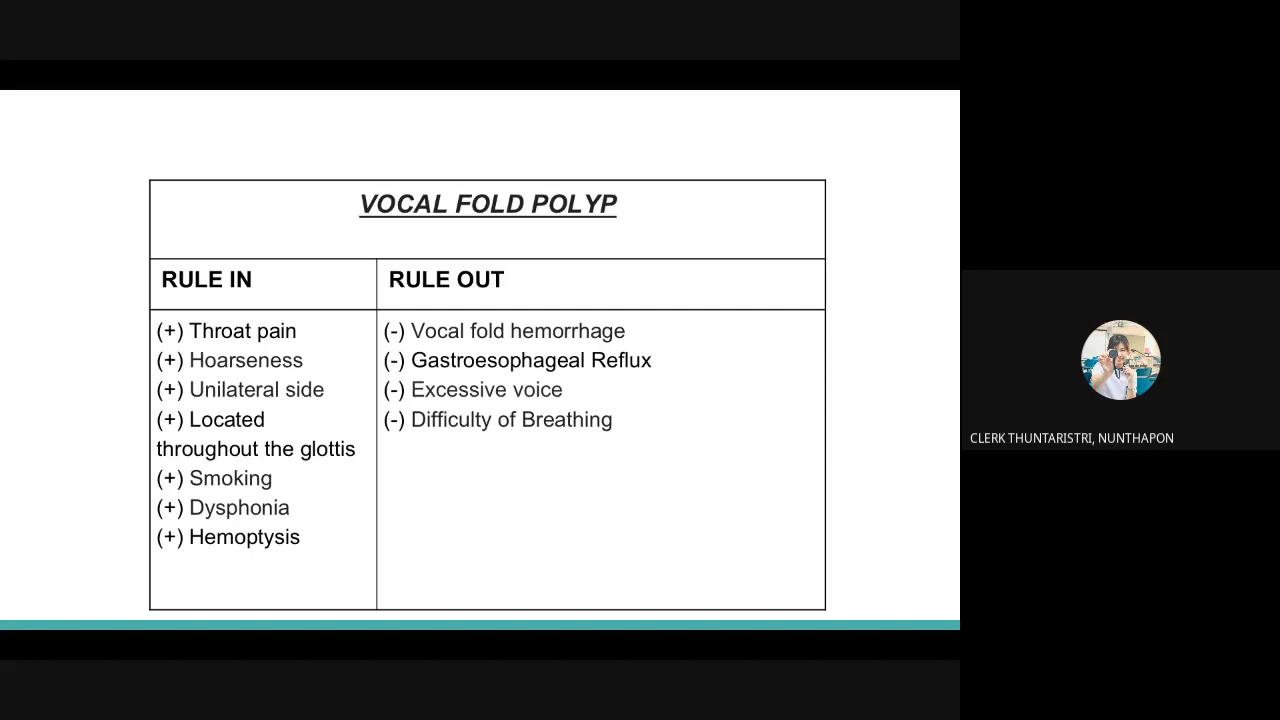 VOCAL FOLD POLYP
RULE IN
RULE OUT
(+) Throat pain
(+) Hoarseness
(+) Unilateral side
(+) Located
throughout the glottis
(+) Smoking
(+) Dysphonia
(+) Hemoptysis
(-) Vocal fold hemorrhage
(-) Gastroesophageal Reflux
(-) Excessive voice
(-) Difficulty of Breathing
CLERK THUNTARISTRI, NUNTHAPON